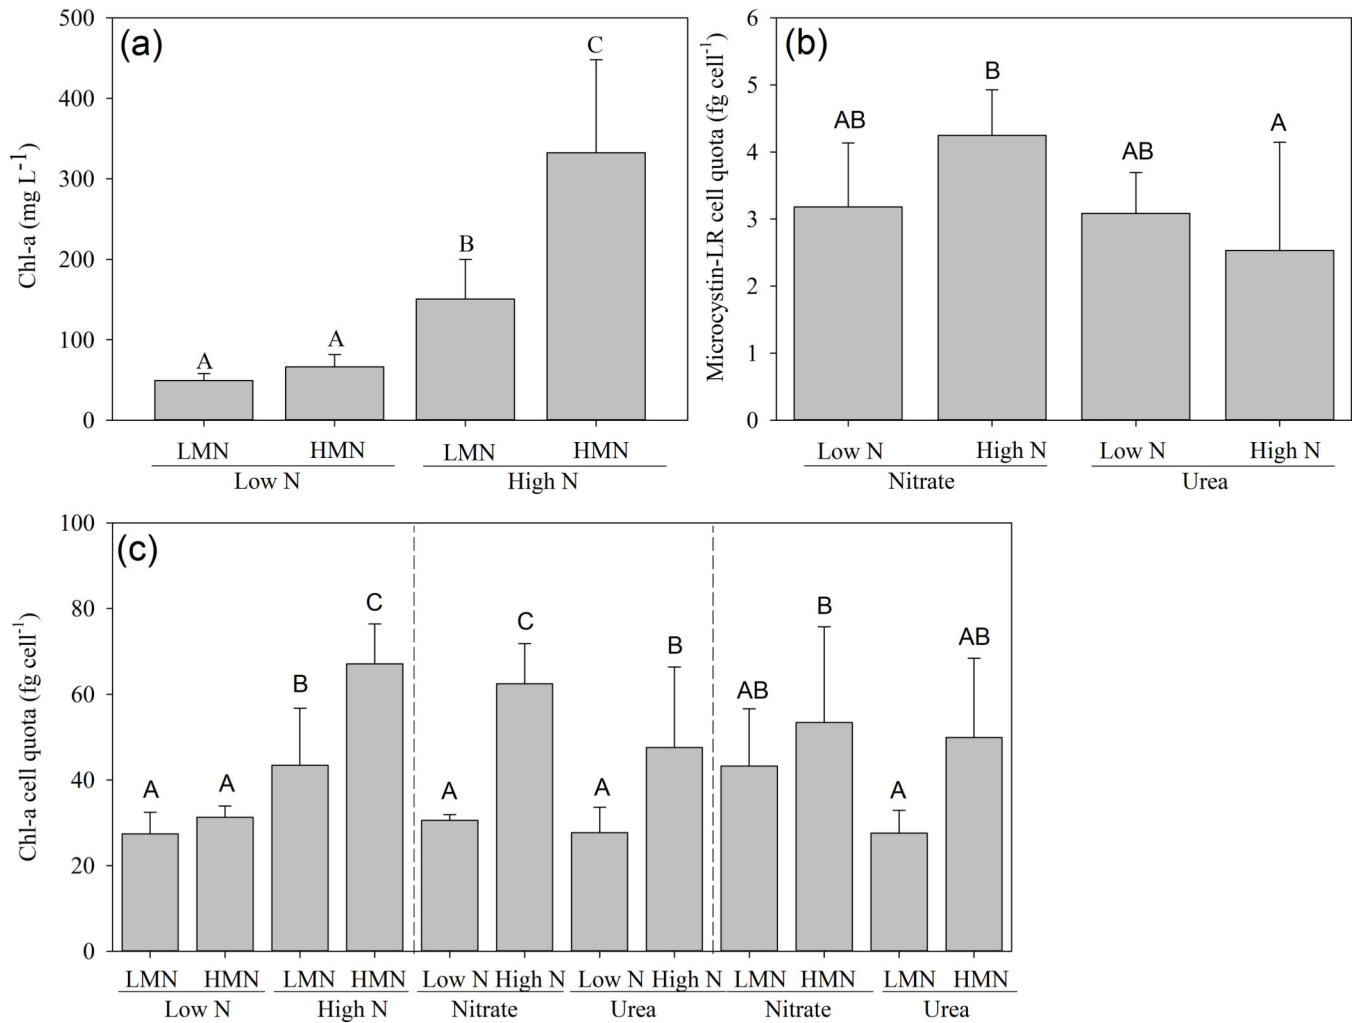 (a)
Chl-a (mg L-1)
500
400
300
200
100
0
A
A
B
C
LMN HMN LMN HMN
Low N High N
(b)
Microcystin-LR cell quota (fg cell-1)
6
5
4
3
2
1
0
AB
B
AB
A
Low N High N Low N High N
Nitrate Urea
(c)
Chl-a cell quota (fg cell-1)
100
80
60
40
20
0
A
A
B
C
A
C
A
B
AB
B
A
AB
LMN HMN LMN HMN Low N High N Low N High N LMN HMN LMN HMN
Low N High N Nitrate Urea Nitrate Urea